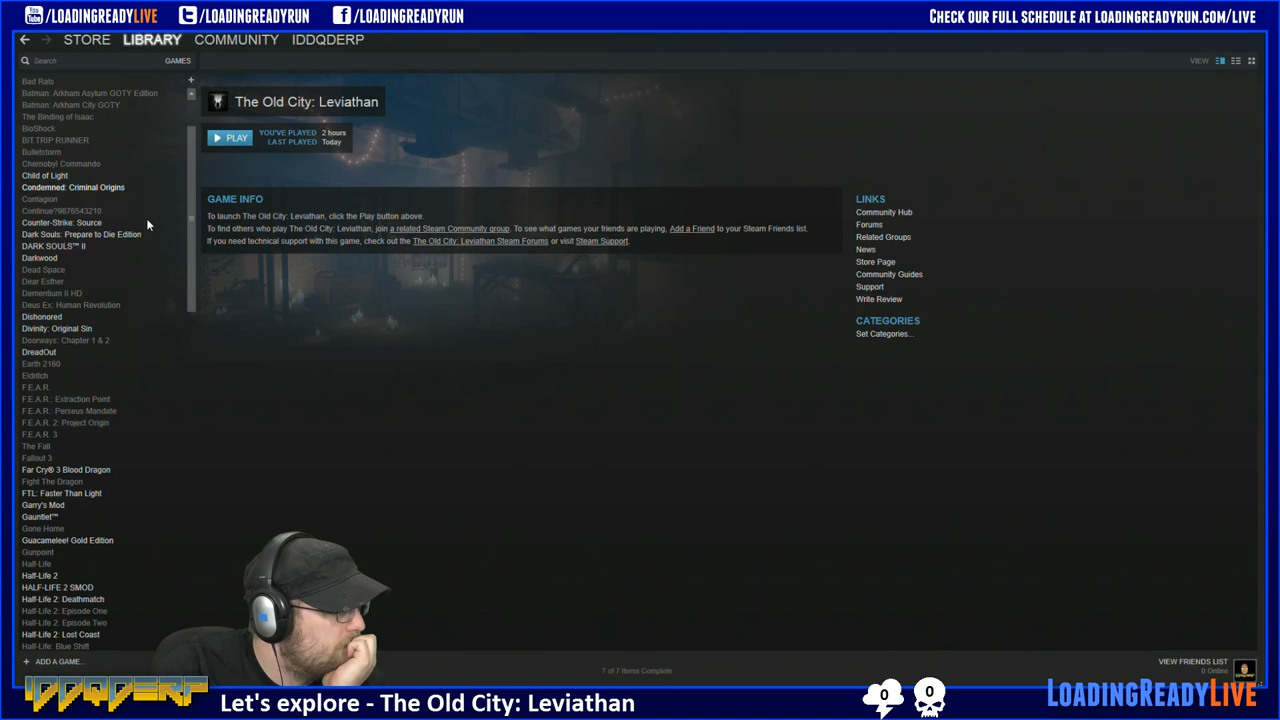 You Tube /LOADINGREADYLIVE /LOADINGREADYRUN /LOADINGREADYRUN CHECK OUR FULL SCHEDULE AT LOADINGREADYRUN.COM/LIVE
STORE LIBRARY COMMUNITY IDDQDERP
Search GAMES VIEW
Bad Rats
Batman: Arkham Asylum GOTY Edition
Batman: Arkham City GOTY
The Binding of Isaac
BioShock
BIT TRIP RUNNER
Bulletstorm
Chernobyl Commando
Child of Light
Condemned: Criminal Origins
Contagion
Continue?9876543210
Counter-Strike: Source
Dark Souls: Prepare to Die Edition
DARK SOULS™ II
Darkwood
Dead Space
Dear Esther
Dementium II HD
Deus Ex: Human Revolution
Dishonored
Divinity: Original Sin
Doorways: Chapter 1 & 2
DreadOut
Earth 2160
Eldritch
F.E.A.R.
F.E.A.R.: Extraction Point
F.E.A.R.: Perseus Mandate
F.E.A.R. 2: Project Origin
F.E.A.R. 3
The Fall
Fallout 3
Far Cry® 3 Blood Dragon
Fight The Dragon
FTL: Faster Than Light
Garry's Mod
Gauntlet™
Gone Home
Guacamelee! Gold Edition
Gunpoint
Half-Life
Half-Life 2
HALF-LIFE 2 SMOD
Half-Life 2: Deathmatch
Half-Life 2: Episode One
Half-Life 2: Episode Two
Half-Life 2: Lost Coast
Half-Life: Blue Shift
+ ADD A GAME...
The Old City: Leviathan
PLAY YOU'VE PLAYED 2 hours
LAST PLAYED Today
GAME INFO
To launch The Old City: Leviathan, click the Play button above.
To find others who play The Old City: Leviathan, join a related Steam Community group. To see what games your friends are playing, Add a Friend to your Steam Friends list.
If you need technical support with this game, check out the The Old City: Leviathan Steam Forums or visit Steam Support.
LINKS
Community Hub
Forums
Related Groups
News
Store Page
Community Guides
Support
Write Review
CATEGORIES
Set Categories...
7 of 7 Items Complete
VIEW FRIENDS LIST
0 Online
IDDQDERP Let's explore - The Old City: Leviathan 0 0 LOADINGREADYLIVE